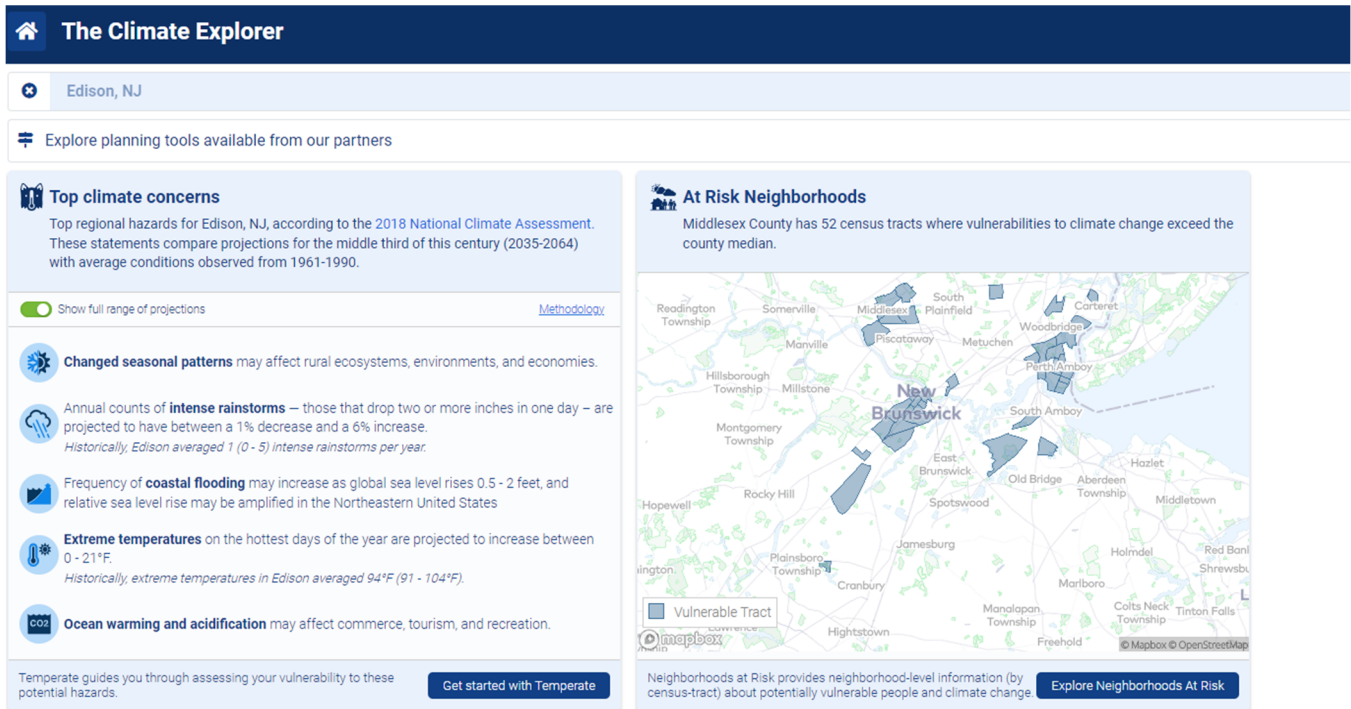 The Climate Explorer
Edison, NJ
Explore planning tools available from our partners
Top climate concerns
Top regional hazards for Edison, NJ, according to the 2018 National Climate Assessment.
These statements compare projections for the middle third of this century (2035-2064)
with average conditions observed from 1961-1990.
Show full range of projections
Methodology
Changed seasonal patterns may affect rural ecosystems, environments, and economies.
Annual counts of intense rainstorms — those that drop two or more inches in one day – are
projected to have between a 1% decrease and a 6% increase.
Historically, Edison averaged 1 (0 - 5) intense rainstorms per year.
Frequency of coastal flooding may increase as global sea level rises 0.5 - 2 feet, and
relative sea level rise may be amplified in the Northeastern United States
Extreme temperatures on the hottest days of the year are projected to increase between
0 - 21°F.
Historically, extreme temperatures in Edison averaged 94°F (91 - 104°F).
CO2
Ocean warming and acidification may affect commerce, tourism, and recreation.
Temperate guides you through assessing your vulnerability to these
potential hazards.
Get started with Temperate
At Risk Neighborhoods
Middlesex County has 52 census tracts where vulnerabilities to climate change exceed the
county median.
Readington
Township
Somerville
Middlesex
South
Plainfield
Carteret
Woodbridge
Manville
Piscataway
Metuchen
Perth Amboy
Hillsborough
Township
Millstone
New
Brunswick
South Amboy
Montgomery
Township
East
Brunswick
Old Bridge
Aberdeen
Township
Hazlet
Middletown
Rocky Hill
Hopewell
Spotswood
Jamesburg
Plainsboro
Township
Cranbury
Holmdel
Red Bank
Shrewsbu
ington.
Marlboro
Manalapan
Township
Colts Neck
Township
Tinton Falls
L
Vulnerable Tract
Lawrence
Hightstown
Freehold
mapbox
© Mapbox © OpenStreetMap
Neighborhoods at Risk provides neighborhood-level information (by
census-tract) about potentially vulnerable people and climate change.
Explore Neighborhoods At Risk